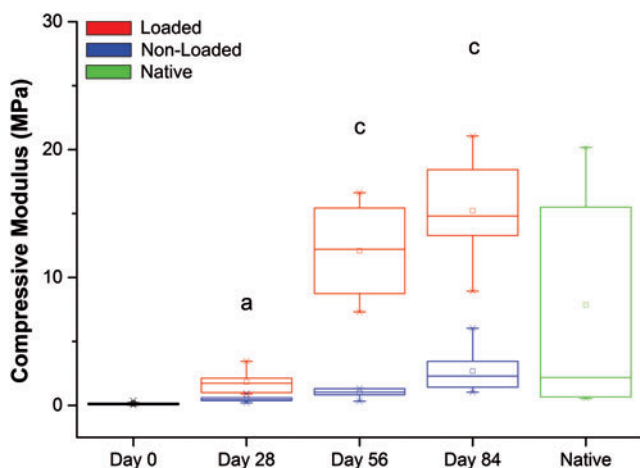 Loaded
Non-Loaded
Native
Compressive Modulus (MPa)
30
20
10
0
a
c
c
Day 0
Day 28
Day 56
Day 84
Native